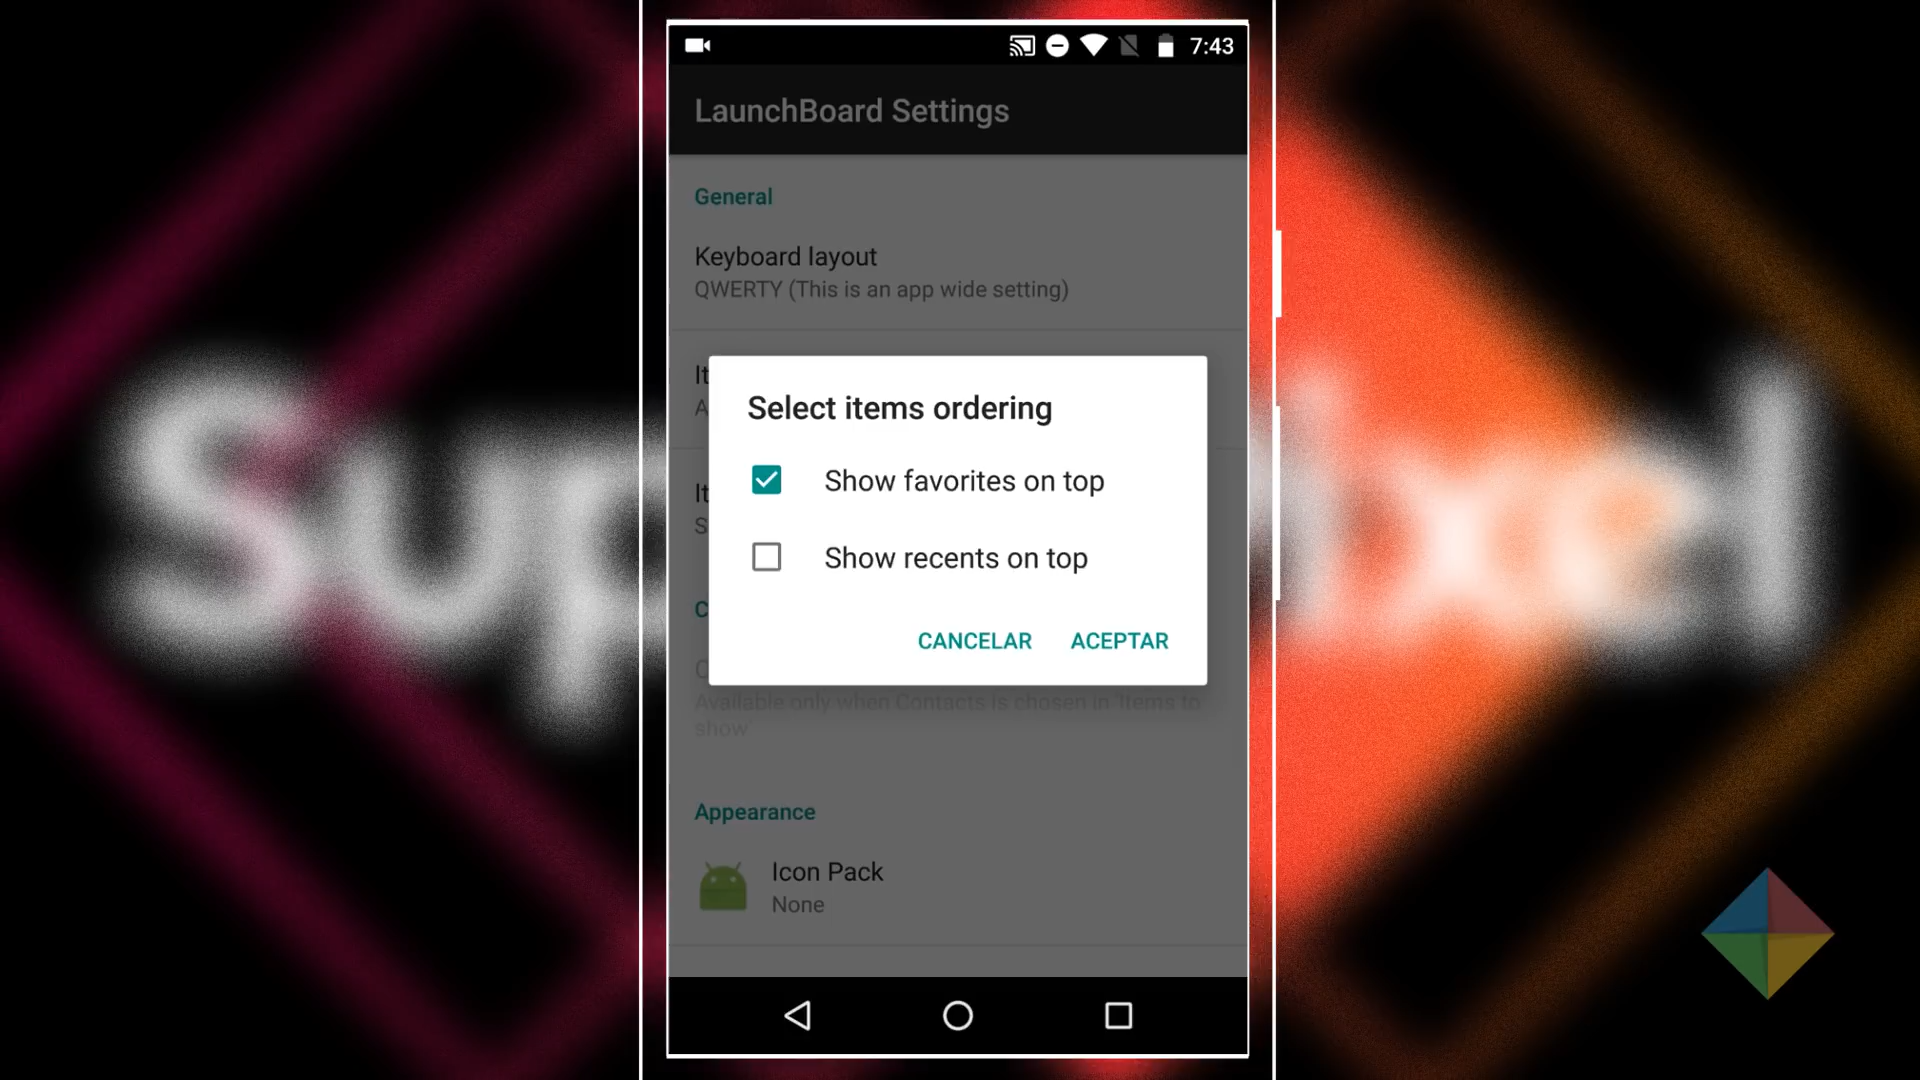 7:43
LaunchBoard Settings
General
Keyboard layout
QWERTY (This is an app wide setting)
Select items ordering
Show favorites on top
Show recents on top
CANCELAR ACEPTAR
Available only when Contacts is chosen in 'Items to
show
Appearance
Icon Pack
None